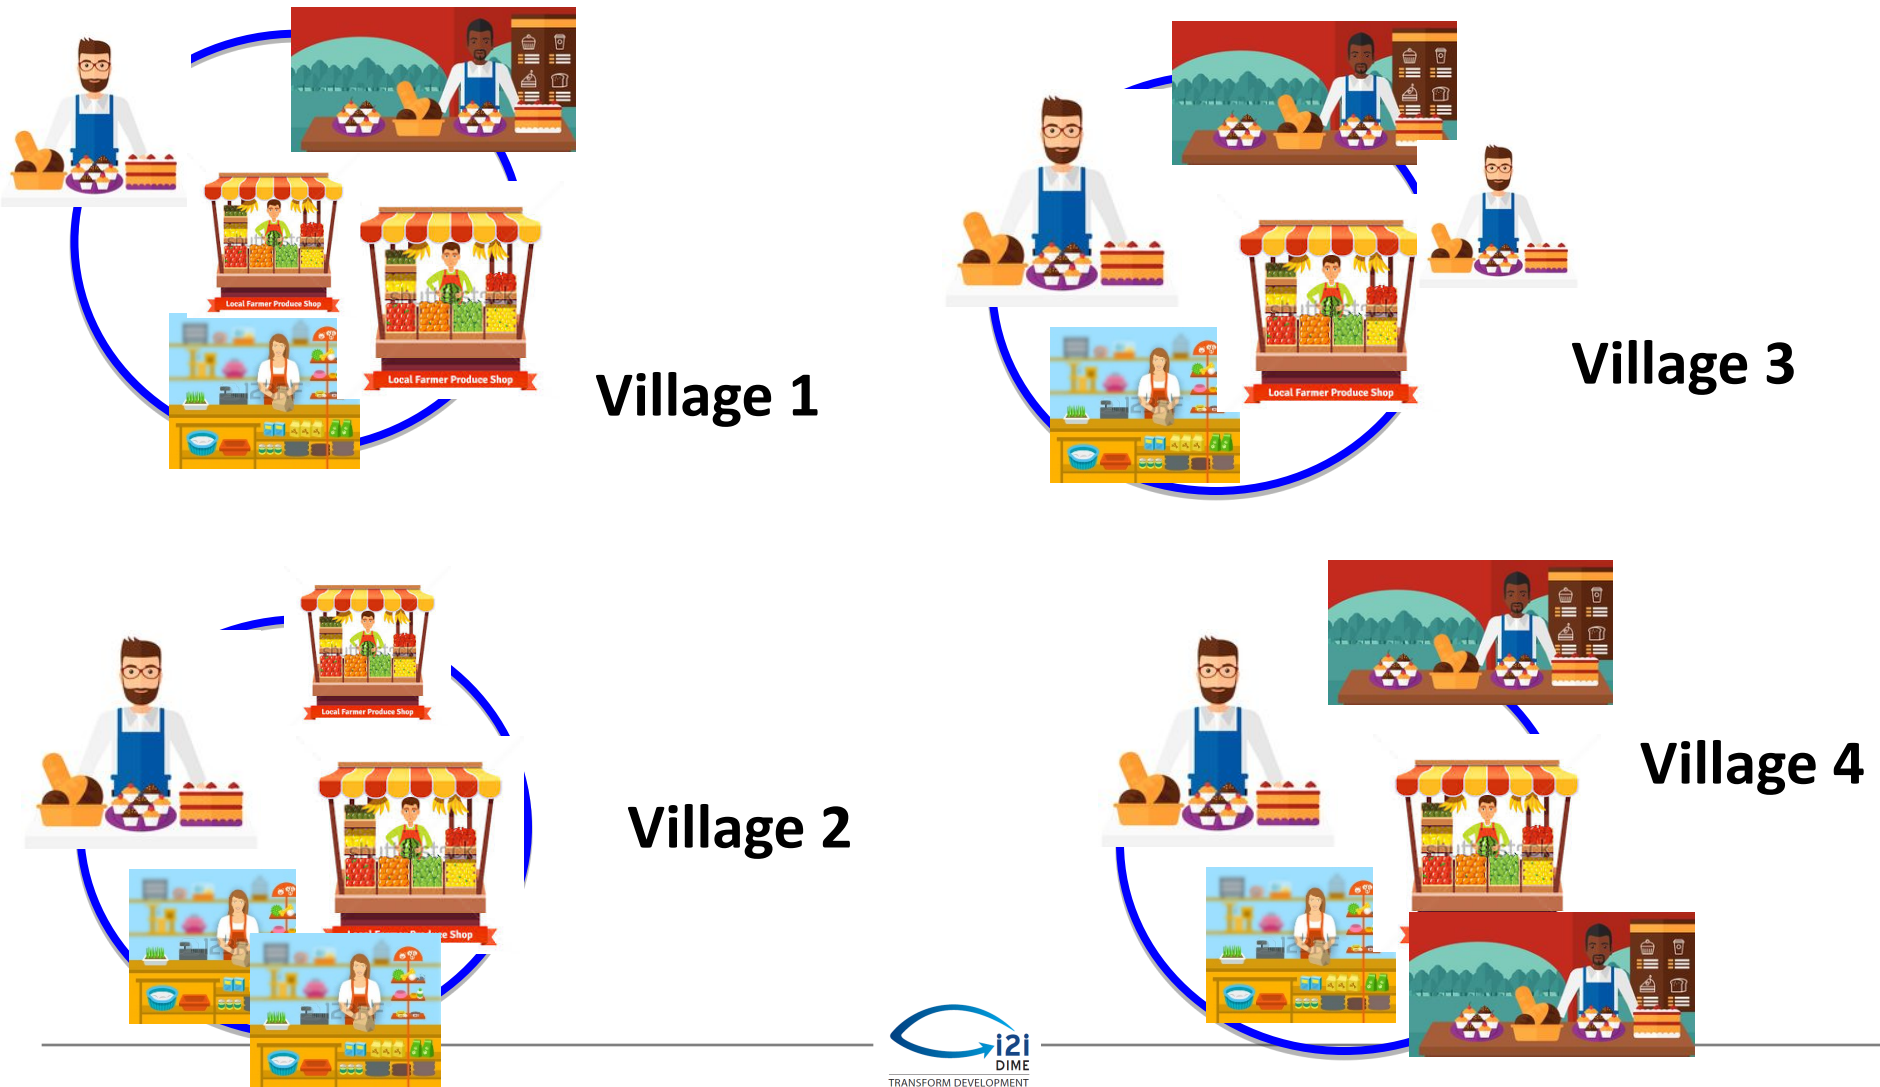 Local Farmer Produce Shop
Local Farmer Produce Shop
Village 1
Local Farmer Produce Shop
Village 3
Local Farmer Produce Shop
Shop
Village 2
Village 4
i2i
DIME
TRANSFORM DEVELOPMENT